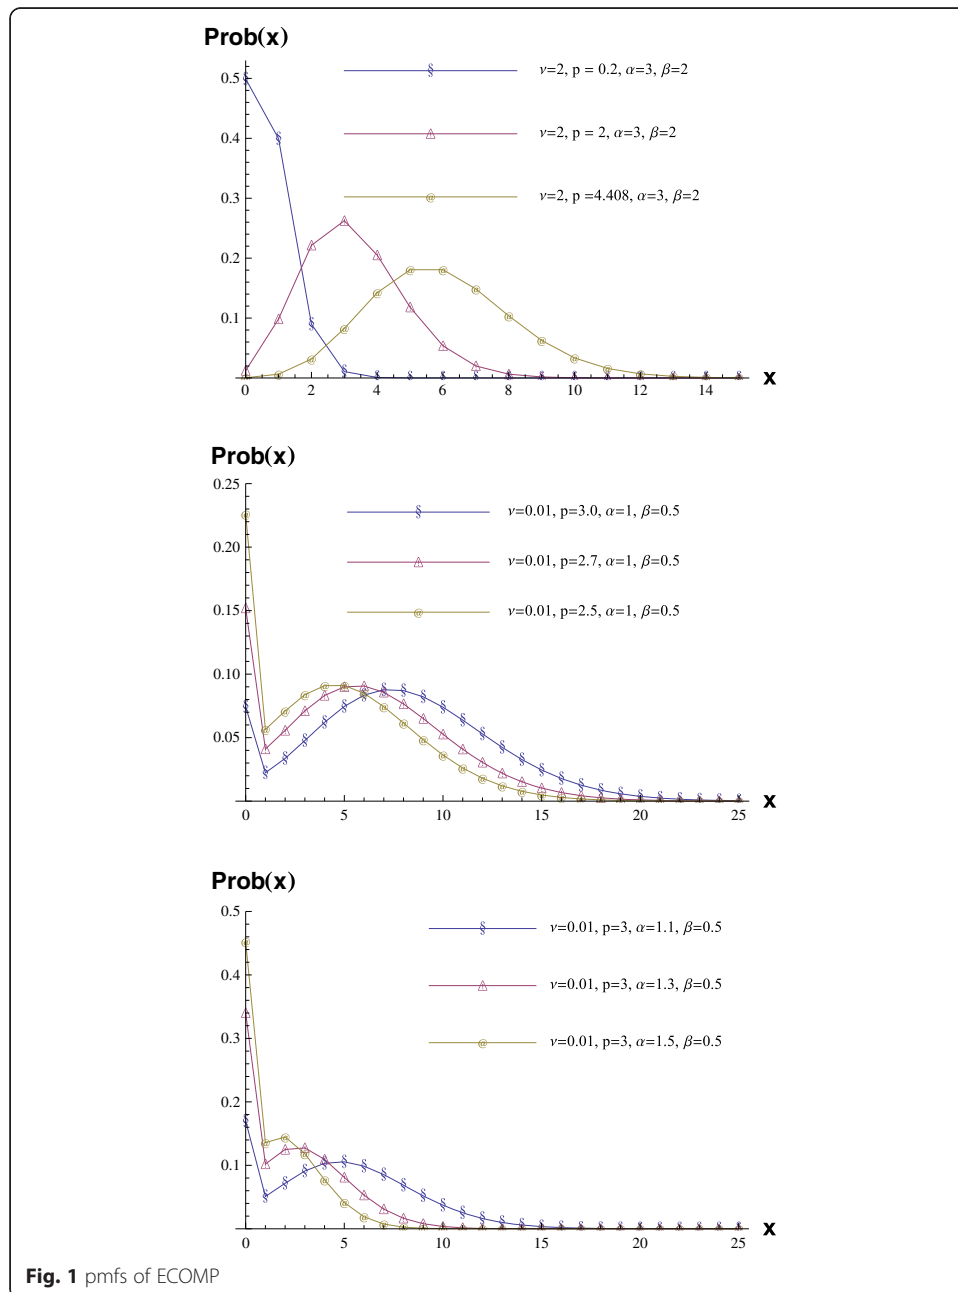 Prob(x)
ν=2, p = 0.2, α=3, β=2
ν=2, p = 2, α=3, β=2
ν=2, p =4.408, α=3, β=2
0.5
0.4
0.3
0.2
0.1
0 2 4 6 8 10 12 14 x
Prob(x)
ν=0.01, p=3.0, α=1, β=0.5
ν=0.01, p=2.7, α=1, β=0.5
ν=0.01, p=2.5, α=1, β=0.5
0.25
0.20
0.15
0.10
0.05
0 5 10 15 20 25 x
Prob(x)
ν=0.01, p=3, α=1.1, β=0.5
ν=0.01, p=3, α=1.3, β=0.5
ν=0.01, p=3, α=1.5, β=0.5
0.5
0.4
0.3
0.2
0.1
0 5 10 15 20 25 x
Fig. 1 pmfs of ECOMP